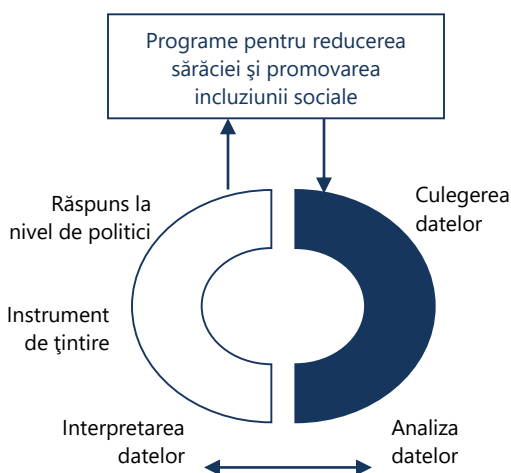 Programe pentru reducerea
sărăciei şi promovarea
incluziunii sociale
Răspuns la
nivel de politici
Culegerea
datelor
Instrument
de ţintire
Interpretarea
datelor
Analiza
datelor